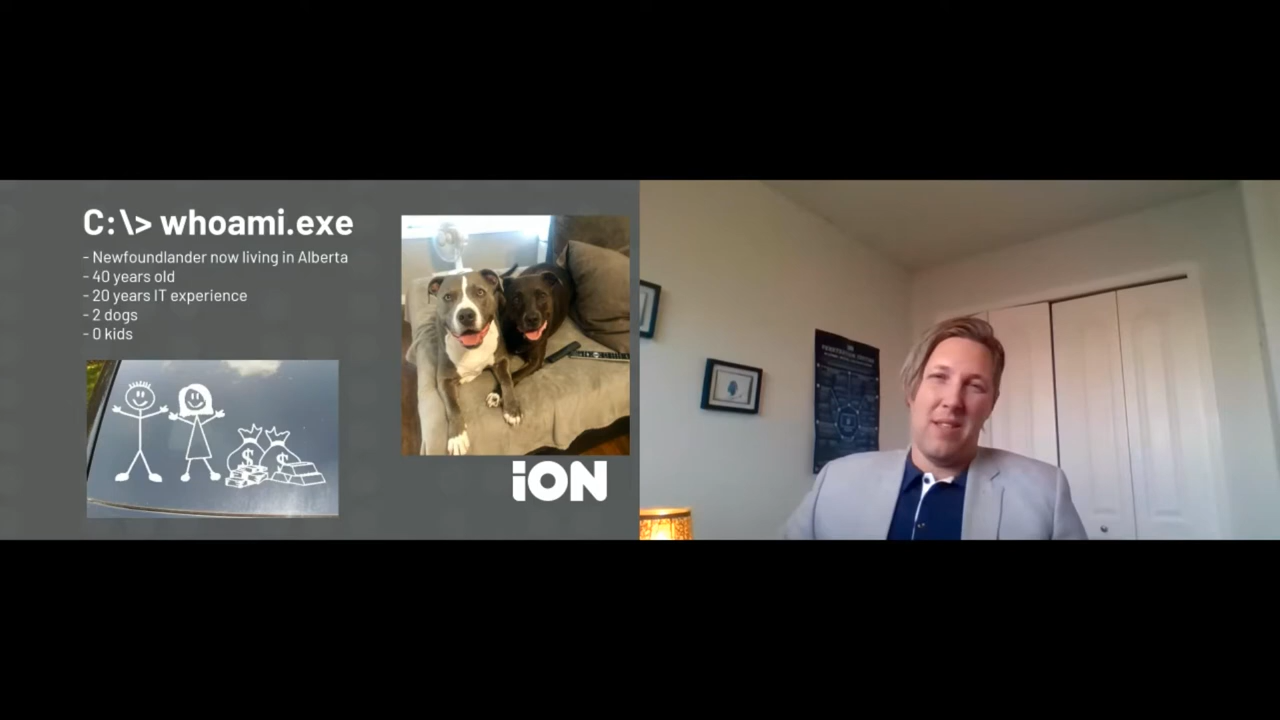 C:\> whoami.exe
- Newfoundlander now living in Alberta
- 40 years old
- 20 years IT experience
- 2 dogs
- 0 kids
$ $
iON